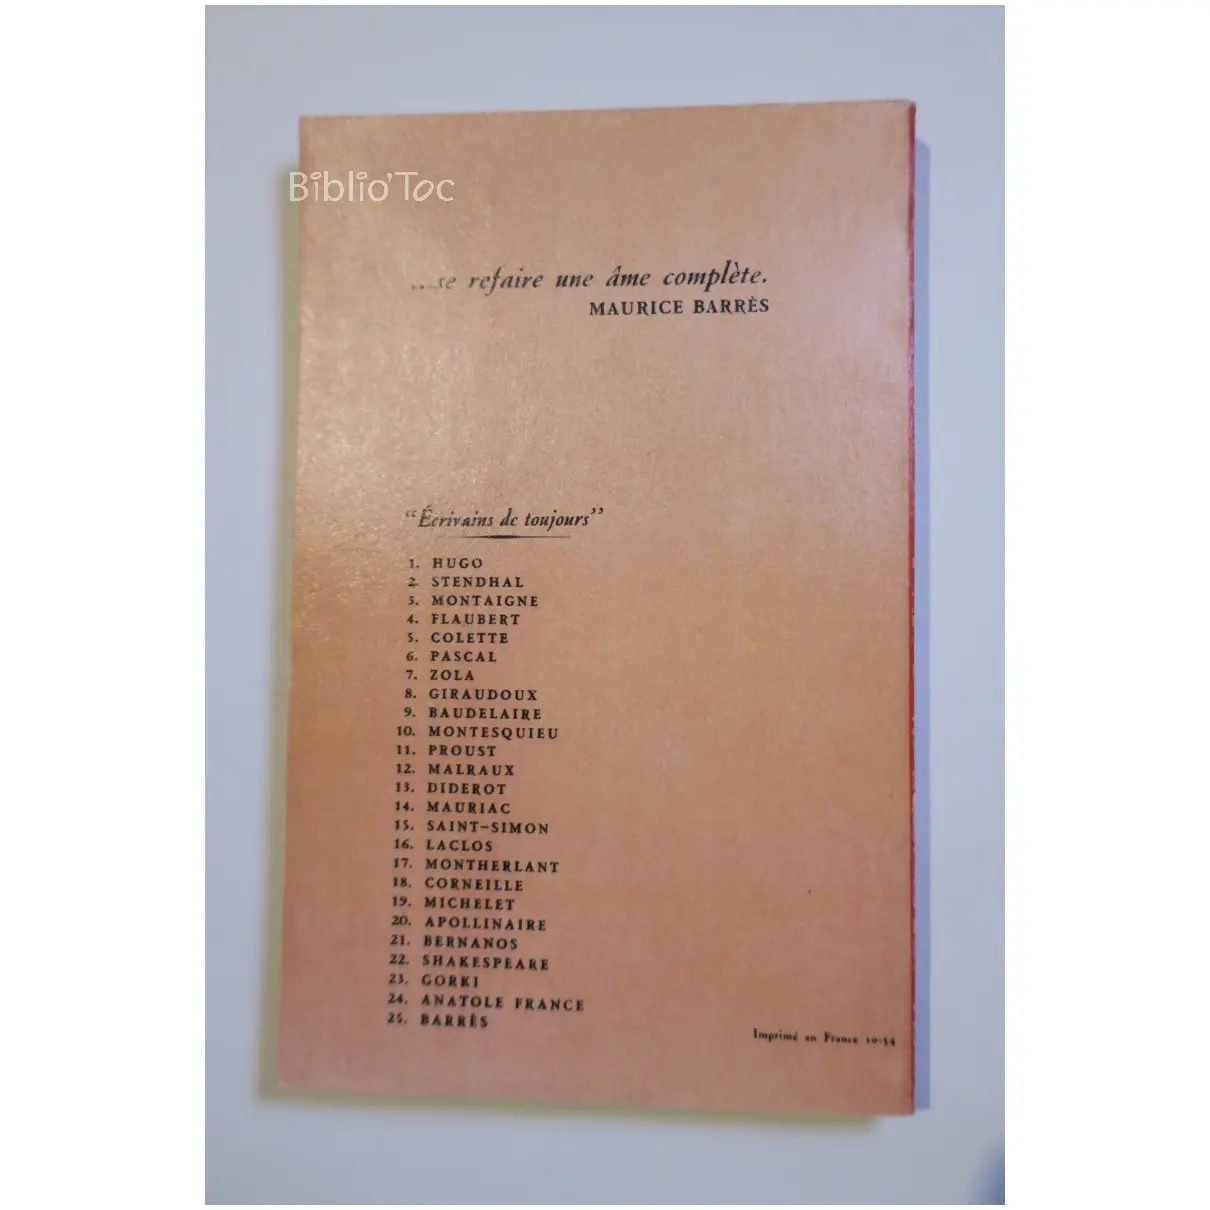 Biblio'Toc
...se refaire une âme complète.
MAURICE BARRÈS
“Écrivains de toujours”
1. HUGO
2. STENDHAL
3. MONTAIGNE
4. FLAUBERT
5. COLETTE
6. PASCAL
7. ZOLA
8. GIRAUDOUX
9. BAUDELAIRE
10. MONTESQUIEU
11. PROUST
12. MALRAUX
13. DIDEROT
14. MAURIAC
15. SAINT-SIMON
16. LACLOS
17. MONTHERLANT
18. CORNEILLE
19. MICHELET
20. APOLLINAIRE
21. BERNANOS
22. SHAKESPEARE
23. GORKI
24. ANATOLE FRANCE
25. BARRÈS
Imprimé en France 10-54